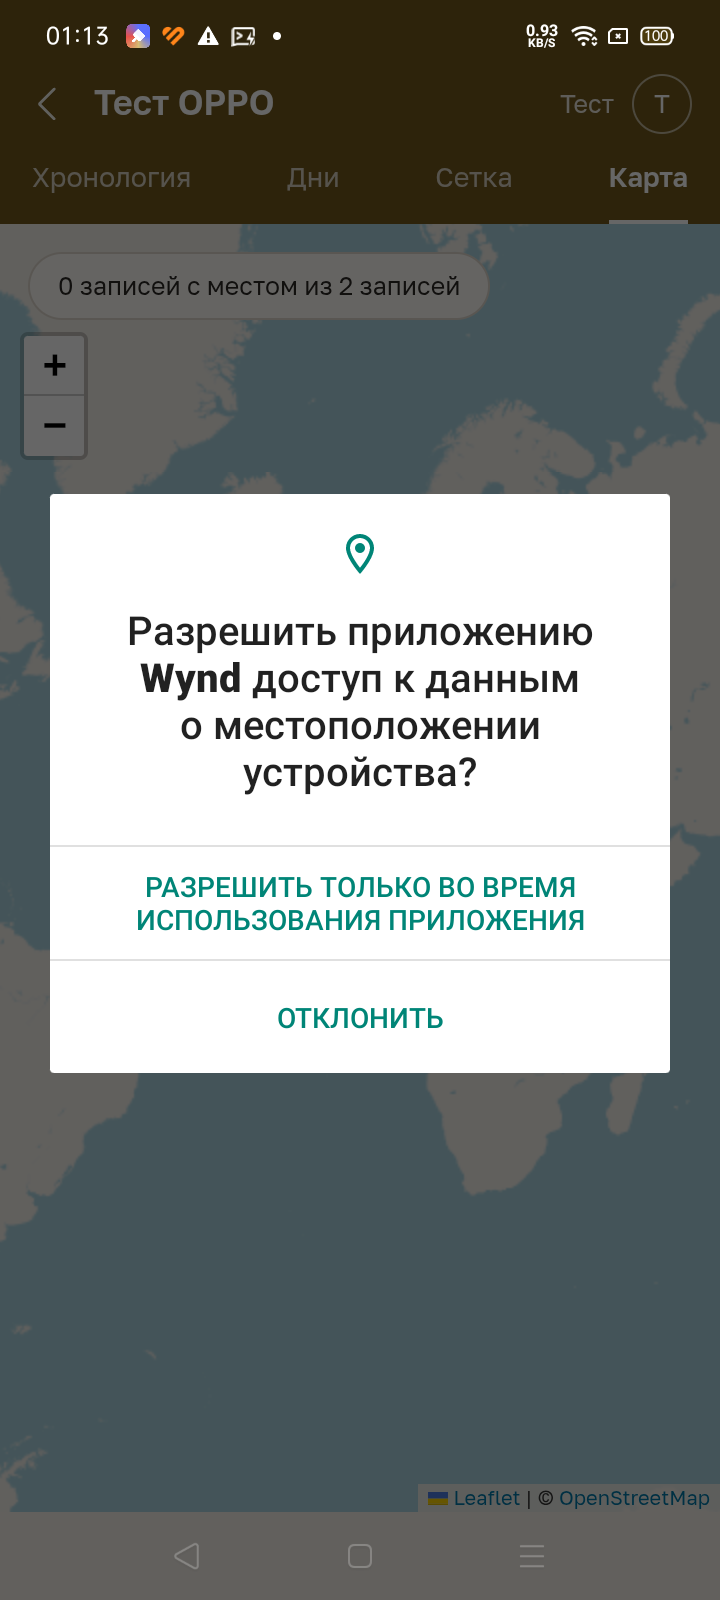 01:13
0.93
KB/S
100
Тест OPPO
Тест
T
Хронология
Дни
Сетка
Карта
0 записей с местом из 2 записей
+
−
Разрешить приложению
Wynd доступ к данным
о местоположении
устройства?
РАЗРЕШИТЬ ТОЛЬКО ВО ВРЕМЯ
ИСПОЛЬЗОВАНИЯ ПРИЛОЖЕНИЯ
ОТКЛОНИТЬ
Leaflet | © OpenStreetMap